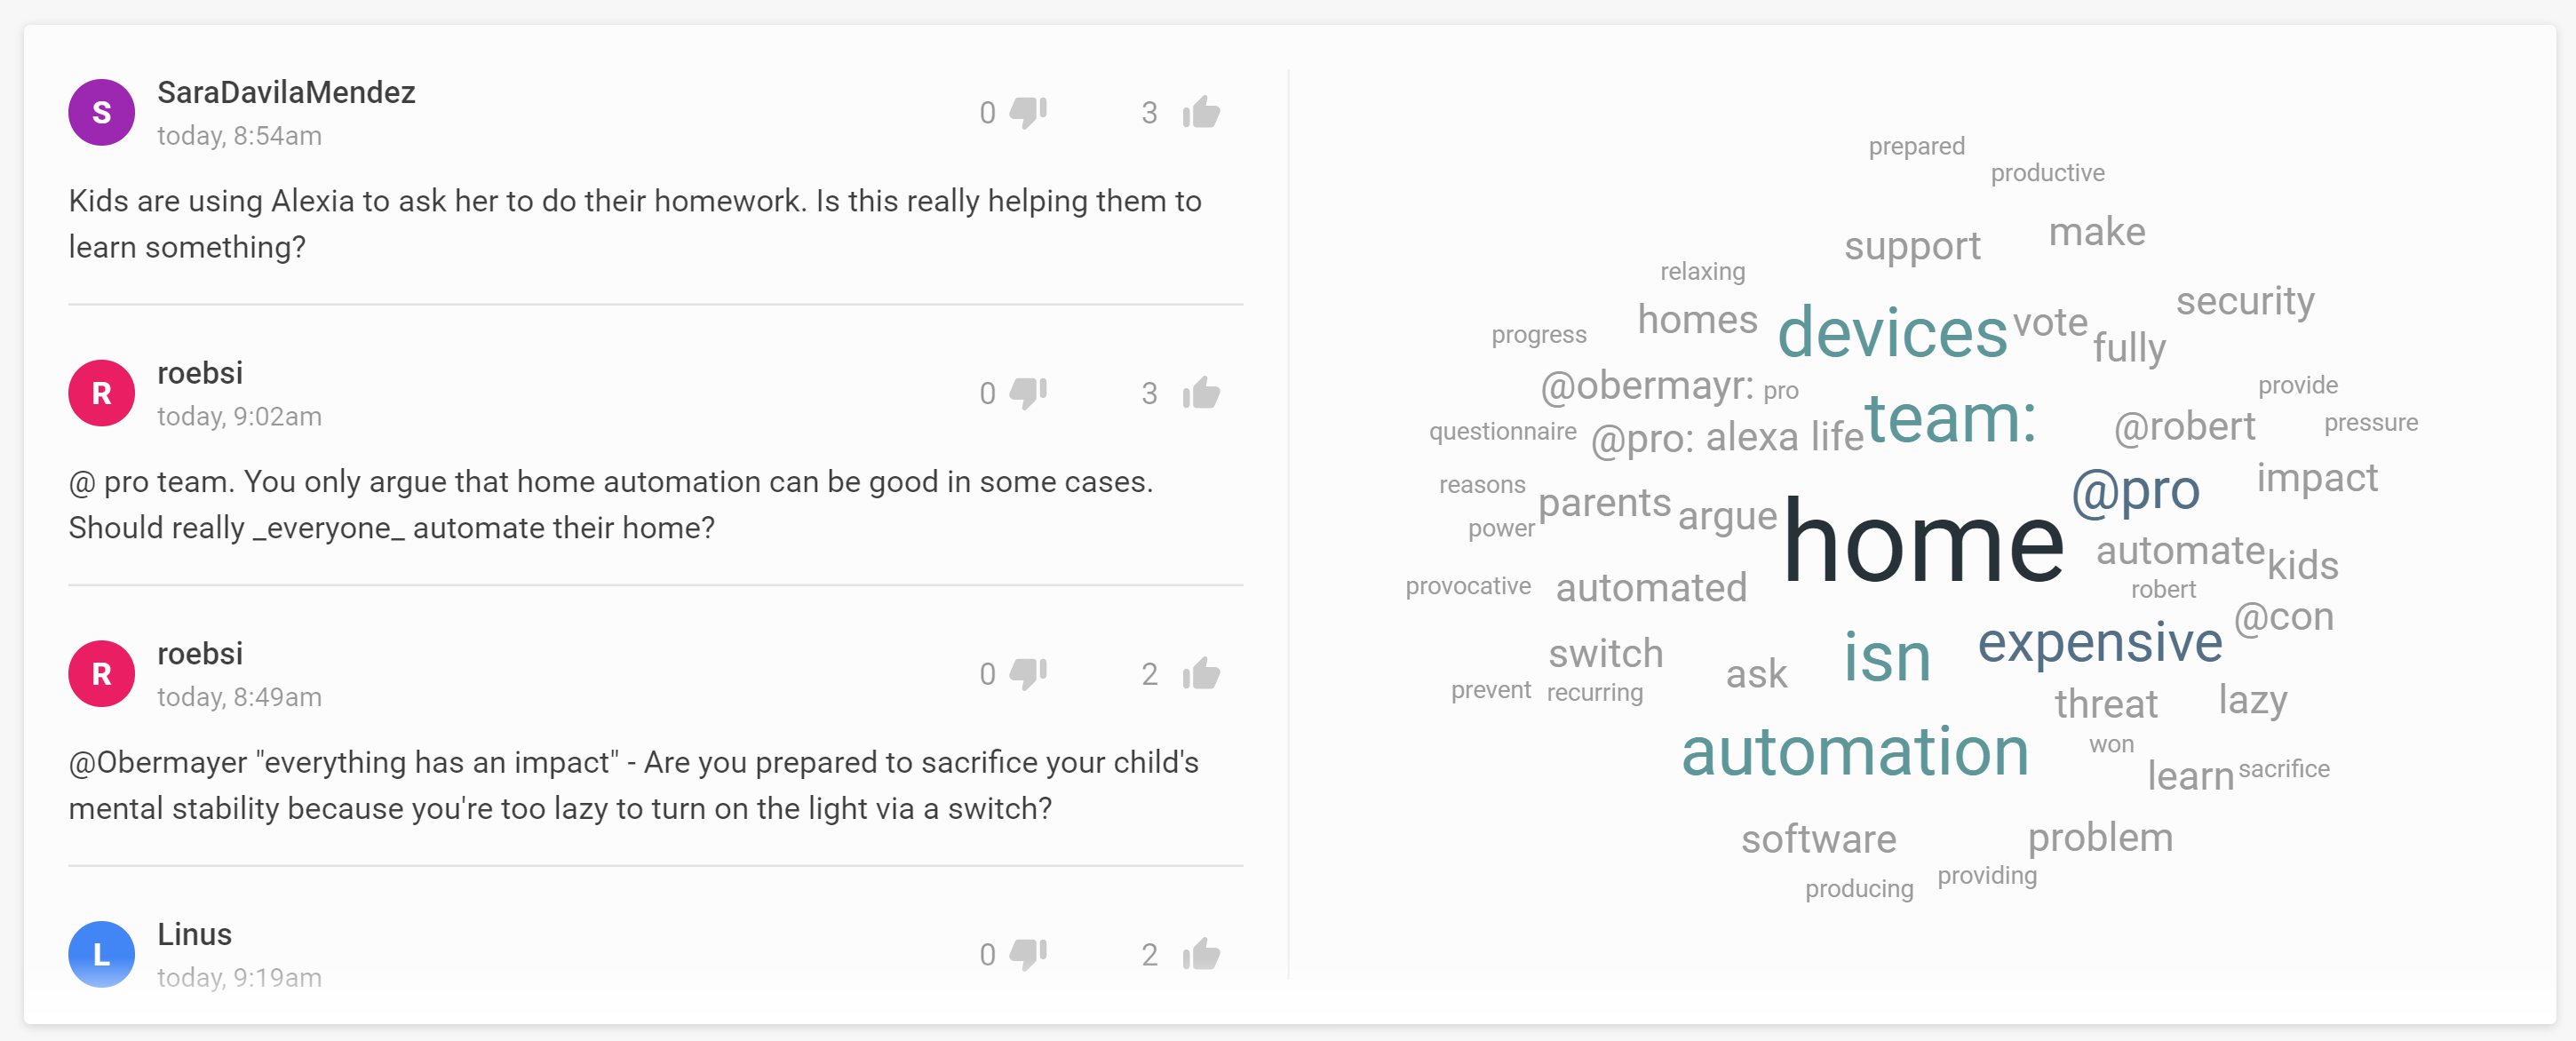 S
SaraDavilaMendez
today, 8:54am
0
3
Kids are using Alexia to ask her to do their homework. Is this really helping them to
learn something?
R
roebsi
today, 9:02am
0
3
@ pro team. You only argue that home automation can be good in some cases.
Should really _everyone_ automate their home?
R
roebsi
today, 8:49am
0
2
@Obermayer "everything has an impact" - Are you prepared to sacrifice your child's
mental stability because you're too lazy to turn on the light via a switch?
L
Linus
today, 9:19am
0
2
prepared
productive
support
make
relaxing
security
homes
devices
vote
progress
fully
@obermayr:
pro
provide
team:
@robert
pressure
questionnaire
@pro:
alexa
life
reasons
parents
argue
@pro
impact
power
home
automate
kids
provocative
automated
robert
@con
switch
ask
isn
expensive
prevent
recurring
threat
lazy
automation
won
learn
sacrifice
software
problem
producing
providing